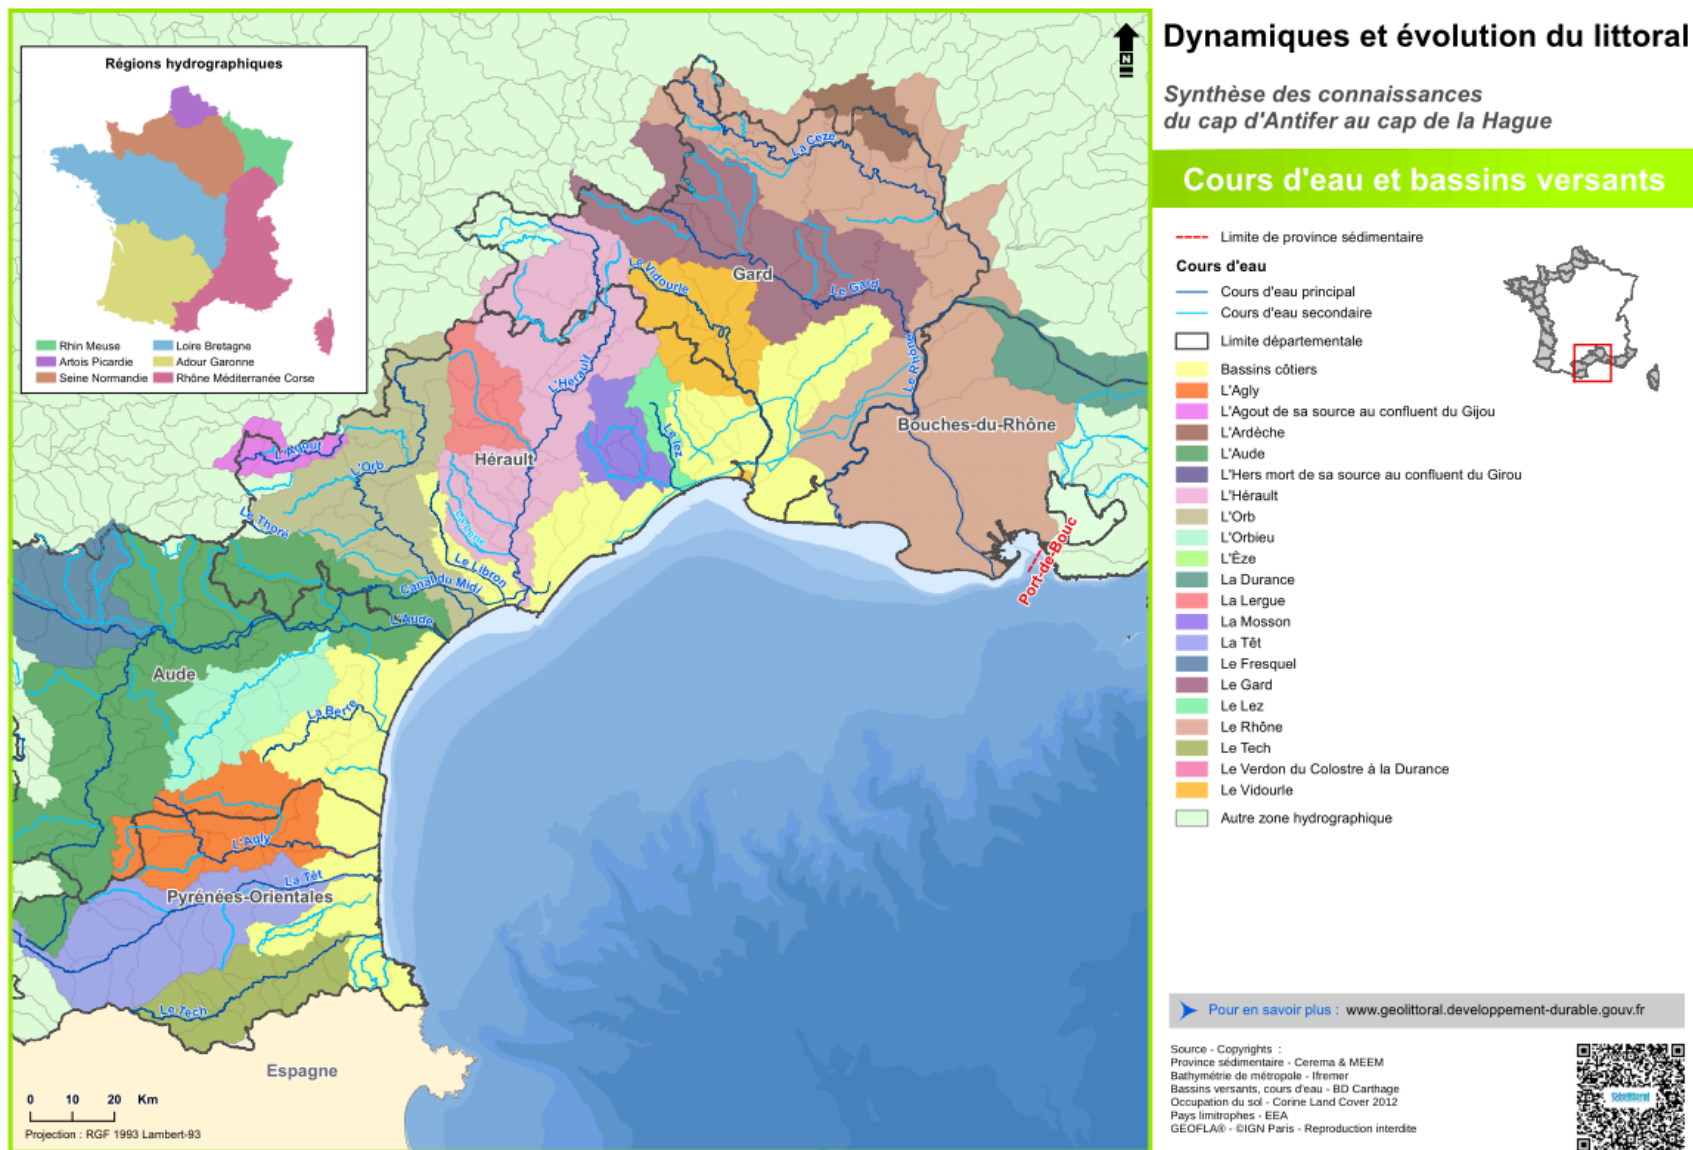 Dynamiques et évolution du littoral
Synthèse des connaissances
du cap d'Antifer au cap de la Hague
Cours d'eau et bassins versants
Régions hydrographiques
Rhin Meuse
Artois Picardie
Seine Normandie
Loire Bretagne
Adour Garonne
Rhône Méditerranée Corse
N
La Cèze
Gard
Le Vidourle
Le Gard
Le Rhône
L'Hérault
Bouches-du-Rhône
Le lez
Hérault
L'Agout
L'Orb
Le Thoré
Le Libron
Canal du Midi
L'Aude
Port-de-Bouc
Aude
La Berre
L'Agly
La Têt
Pyrénées-Orientales
Le Tech
Espagne
0 10 20 Km
Projection : RGF 1993 Lambert-93
Limite de province sédimentaire
Cours d'eau
Cours d'eau principal
Cours d'eau secondaire
Limite départementale
Bassins côtiers
L'Agly
L'Agout de sa source au confluent du Gijou
L'Ardèche
L'Aude
L'Hers mort de sa source au confluent du Girou
L'Hérault
L'Orb
L'Orbieu
L'Èze
La Durance
La Lergue
La Mosson
La Têt
Le Fresquel
Le Gard
Le Lez
Le Rhône
Le Tech
Le Verdon du Colostre à la Durance
Le Vidourle
Autre zone hydrographique
Pour en savoir plus : www.geolittoral.developpement-durable.gouv.fr
Source - Copyrights :
Province sédimentaire - Cerema & MEEM
Bathymétrie de métropole - Ifremer
Bassins versants, cours d'eau - BD Carthage
Occupation du sol - Corine Land Cover 2012
Pays limitrophes - EEA
GEOFLA® - ©IGN Paris - Reproduction interdite